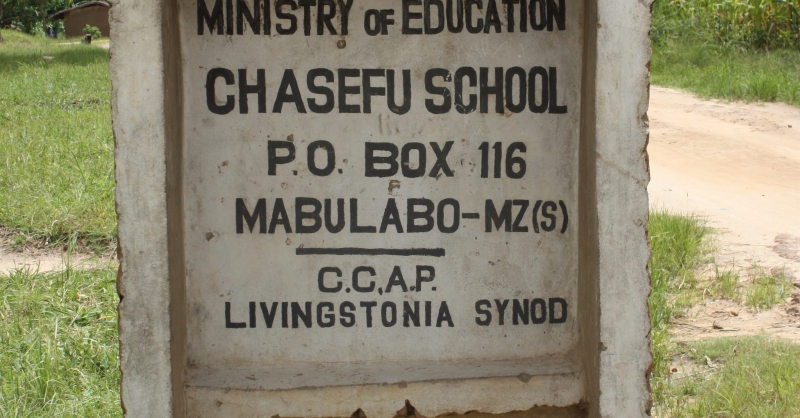 MINISTRY OF EDUCATION
CHASEFU SCHOOL
P.O. BOX 116
MABULABO-MZ(S)
C.C.A.P.
LIVINGSTONIA SYNOD